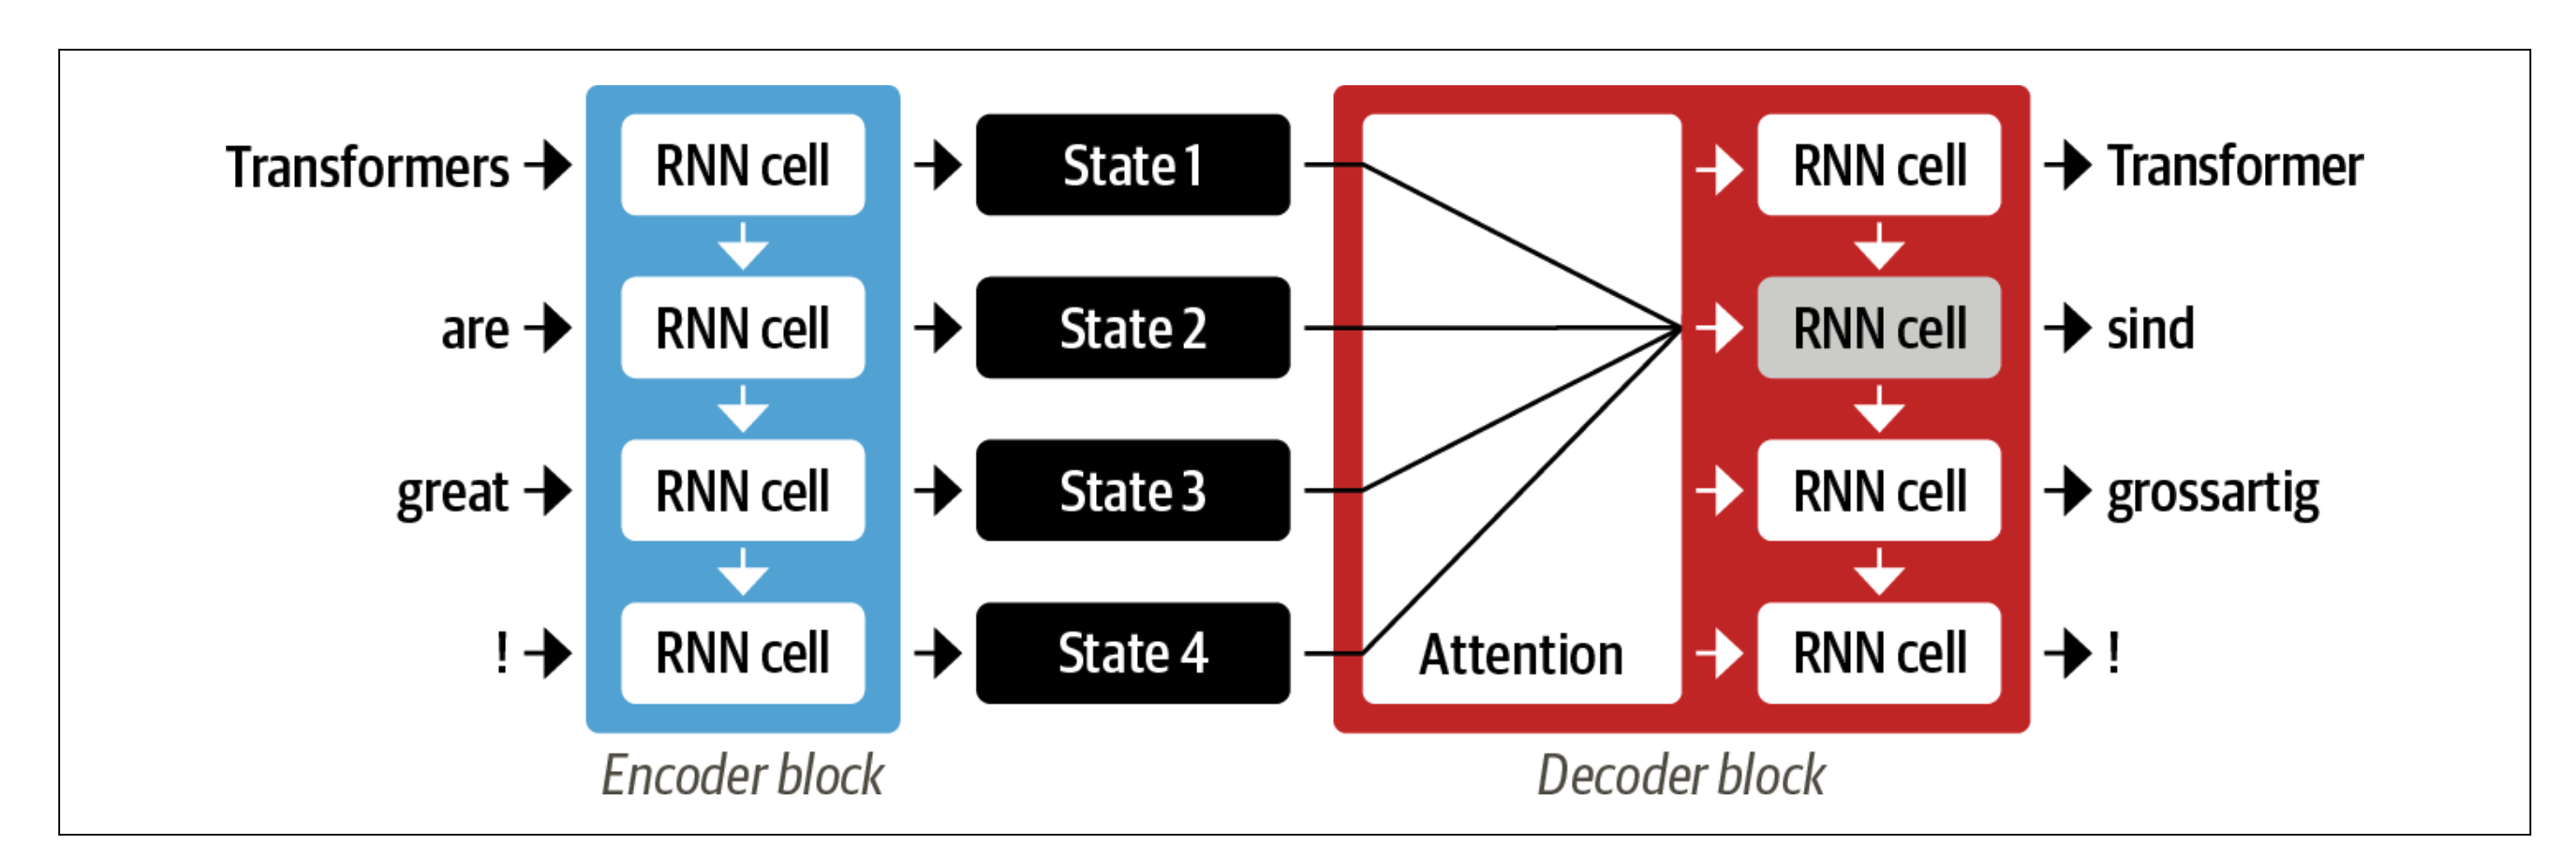 Transformers RNN cell State 1 RNN cell Transformer
are RNN cell State 2 RNN cell sind
great RNN cell State 3 RNN cell grossartig
! RNN cell State 4 Attention RNN cell !
Encoder block Decoder block